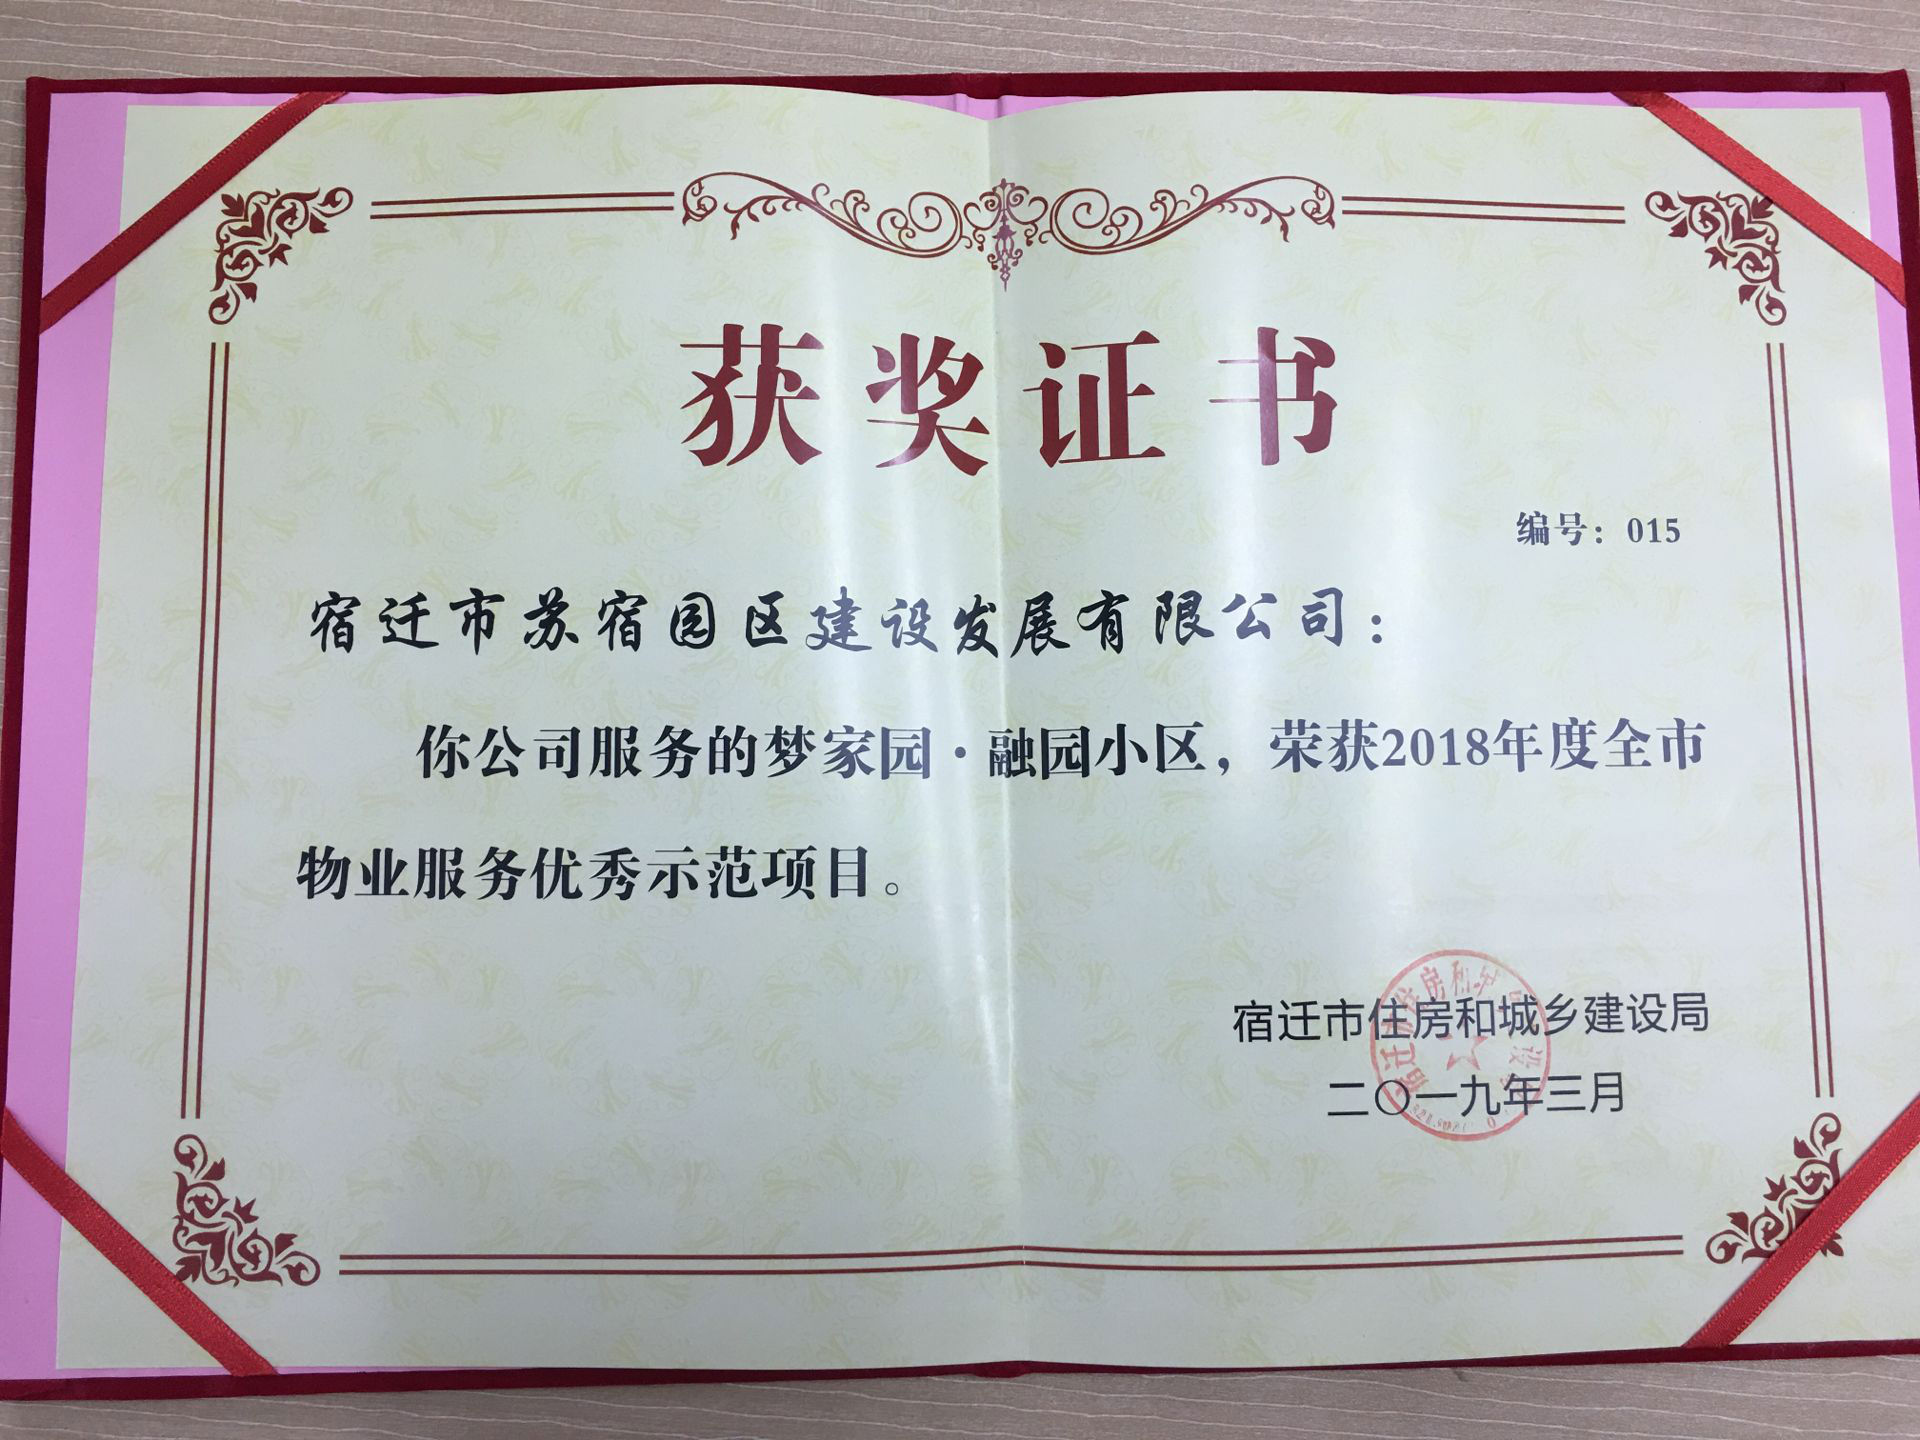 获奖证书
编号：015
宿迁市苏宿园区建设发展有限公司：
你公司服务的梦家园·融园小区，荣获2018年度全市
物业服务优秀示范项目。
宿迁市住房和城乡建设局
二〇一九年三月